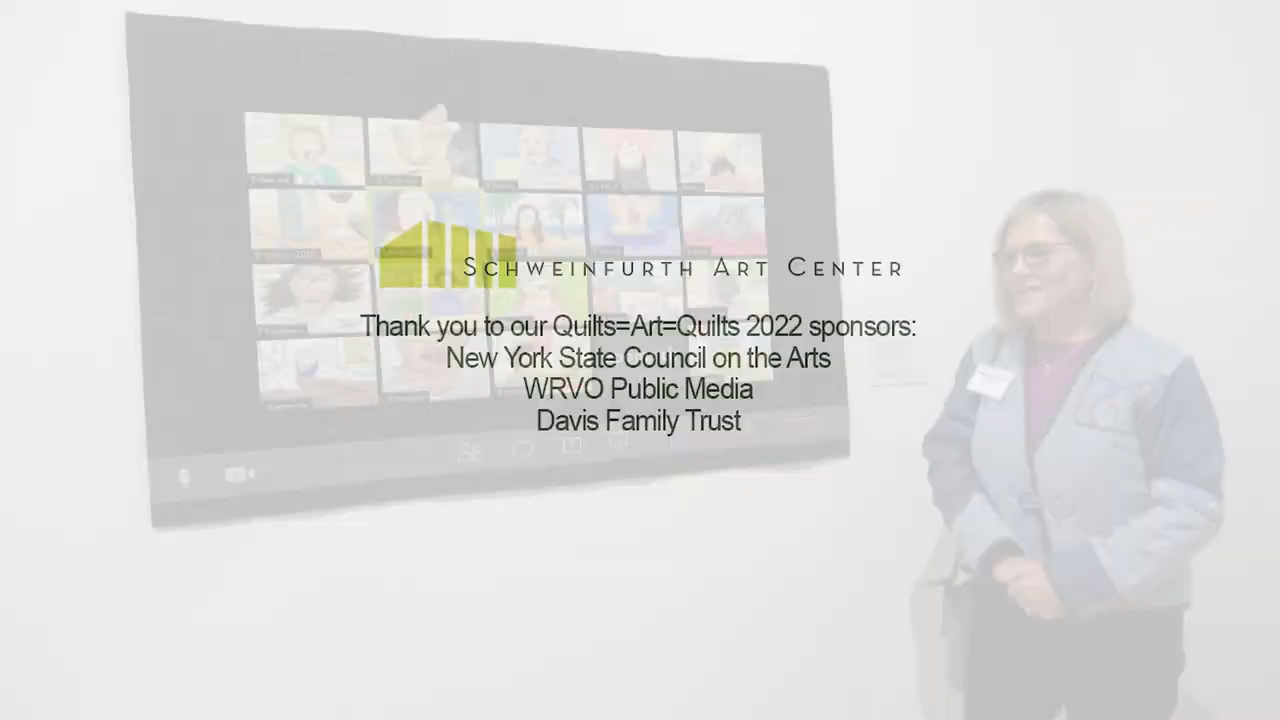 SCHWEINFURTH ART CENTER
Thank you to our Quilts=Art=Quilts 2022 sponsors:
New York State Council on the Arts
WRVO Public Media
Davis Family Trust